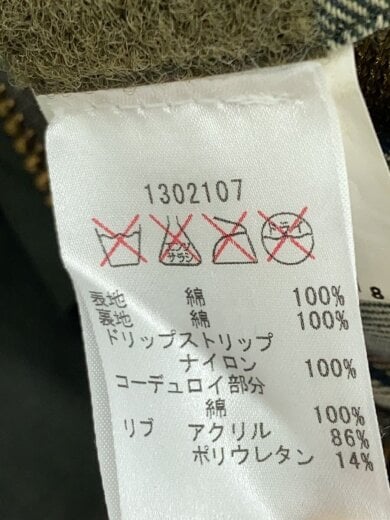 1302107
エンソ サラシ
ドライ
表地 綿 100%
裏地 綿 100%
ドリップストリップ
ナイロン 100%
コーデュロイ部分
綿 100%
リブ アクリル 86%
ポリウレタン 14%
8